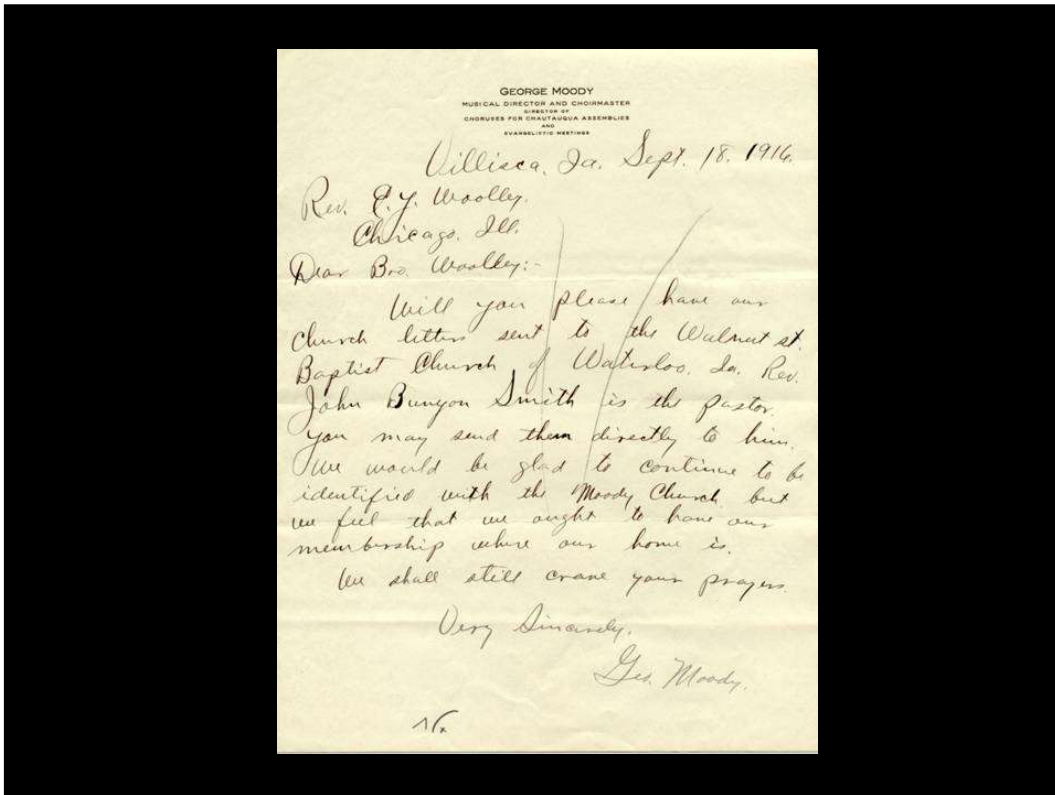 GEORGE MOODY
MUSICAL DIRECTOR AND CHOIRMASTER
DIRECTOR OF
CHORUSES FOR CHAUTAUQUA ASSEMBLIES
AND
EVANGELISTIC MEETINGS
Villisca, Ia. Sept. 18. 1916.
Rev. E.Y. Woolley.
Chicago. Ill.
Dear Bro. Woolley:-
Will you please have our
church letters sent to the Walnut st.
Baptist Church of Waterloo, Ia. Rev.
John Bunyon Smith is the pastor.
You may send them directly to him.
We would be glad to continue to be
identified with the Moody Church but
we feel that we ought to have our
membership where our home is.
We shall still crave your prayers.
Very Sincerely,
Geo. Moody.